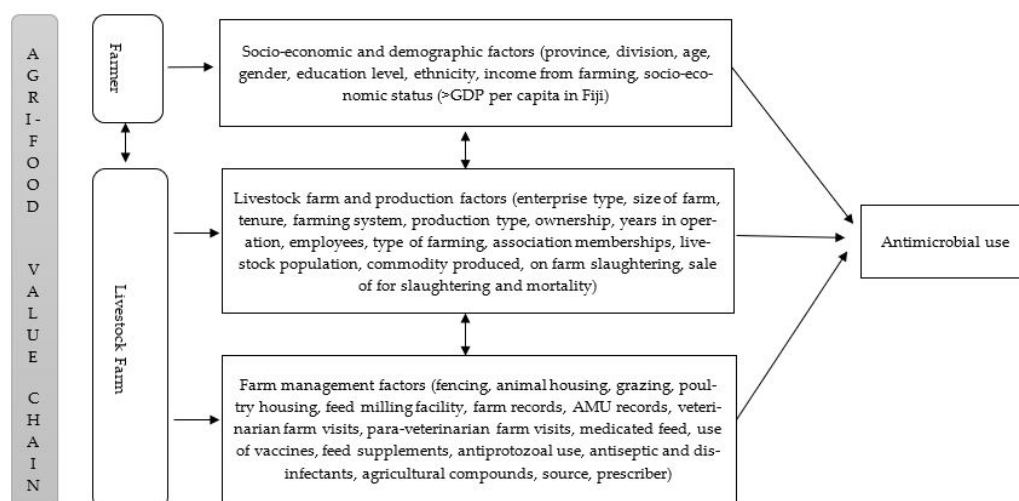 AGRI-FOOD VALUE CHAIN
Farmer
Socio-economic and demographic factors (province, division, age,
gender, education level, ethnicity, income from farming, socio-eco-
nomic status (>GDP per capita in Fiji)
Livestock Farm
Livestock farm and production factors (enterprise type, size of farm,
tenure, farming system, production type, ownership, years in oper-
ation, employees, type of farming, association memberships, live-
stock population, commodity produced, on farm slaughtering, sale
of for slaughtering and mortality)
Farm management factors (fencing, animal housing, grazing, poul-
try housing, feed milling facility, farm records, AMU records, veteri-
narian farm visits, para-veterinarian farm visits, medicated feed, use
of vaccines, feed supplements, antiprotozoal use, antiseptic and dis-
infectants, agricultural compounds, source, prescriber)
Antimicrobial use